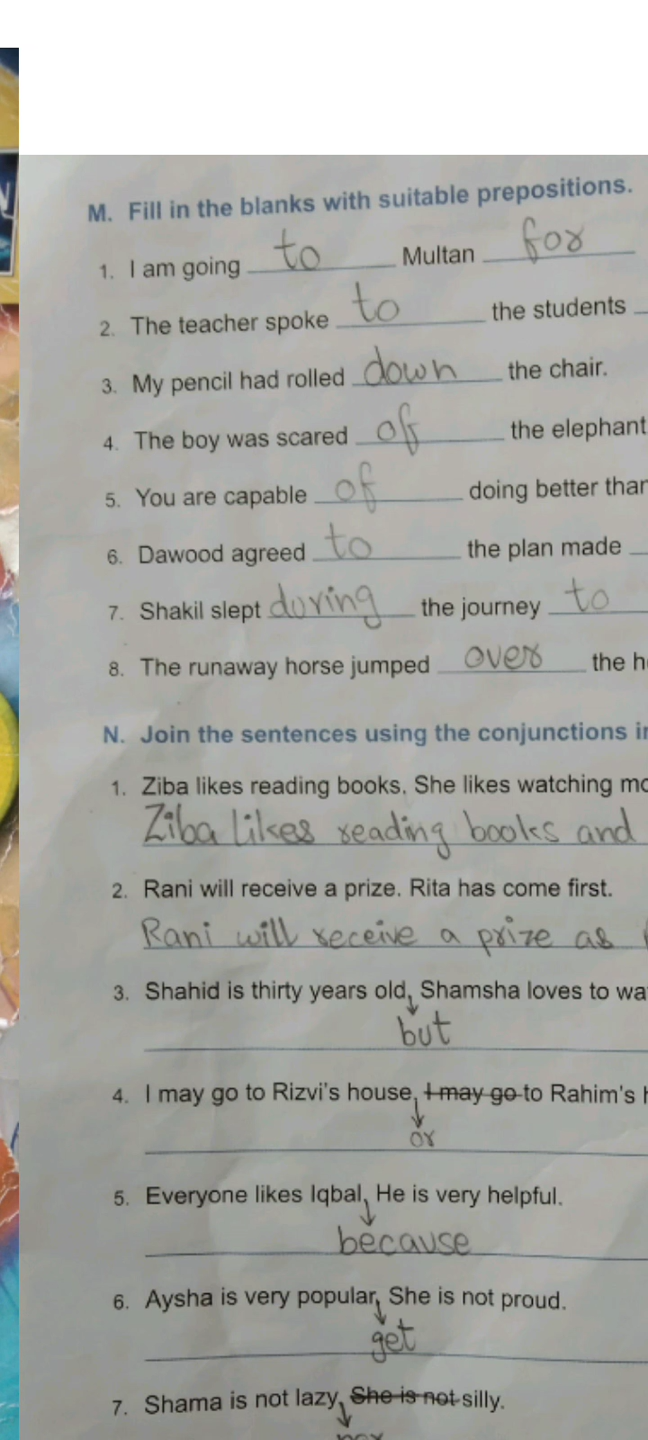 M. Fill in the blanks with suitable prepositions.
1. I am going to Multan for
2. The teacher spoke to the students
3. My pencil had rolled down the chair.
4. The boy was scared of the elephant
5. You are capable of doing better than
6. Dawood agreed to the plan made
7. Shakil slept during the journey to
8. The runaway horse jumped over the h
N. Join the sentences using the conjunctions i
1. Ziba likes reading books. She likes watching mo
Ziba likes reading books and
2. Rani will receive a prize. Rita has come first.
Rani will receive a prize as
3. Shahid is thirty years old, Shamsha loves to wa
but
4. I may go to Rizvi's house, I may go to Rahim's h
or
5. Everyone likes Iqbal, He is very helpful.
because
6. Aysha is very popular, She is not proud.
get
7. Shama is not lazy, She is not silly.
nor